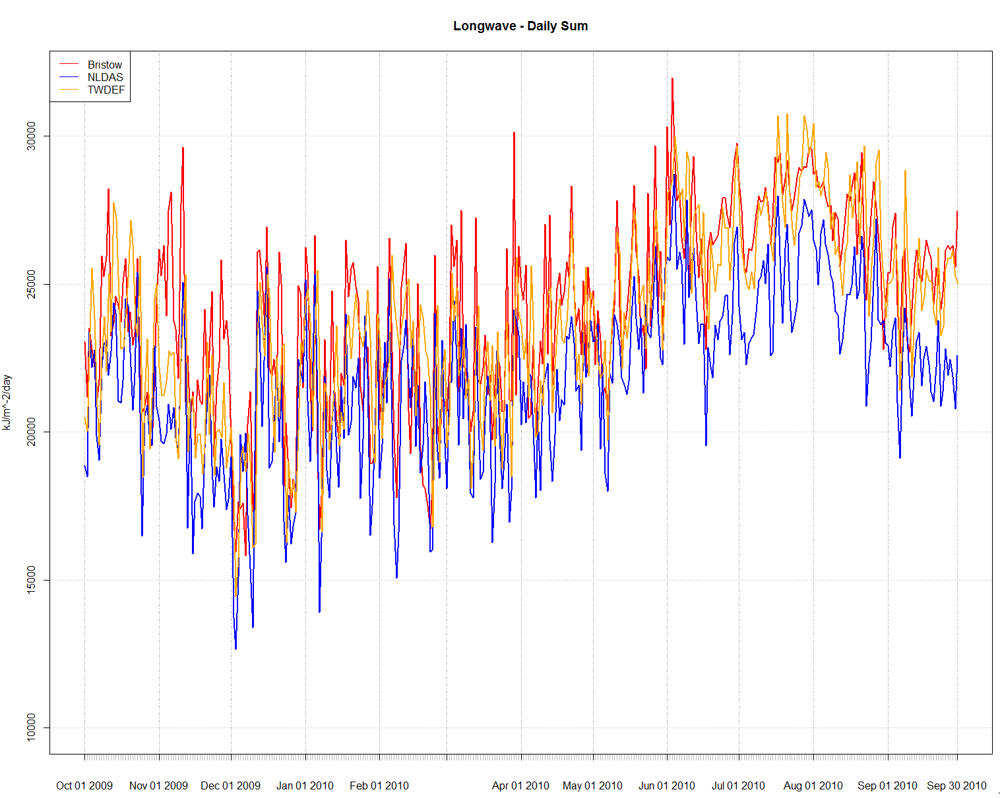 Longwave - Daily Sum
Bristow
NLDAS
TWDEF
kJ/m^-2/day
30000
25000
20000
15000
10000
Oct 01 2009 Nov 01 2009 Dec 01 2009 Jan 01 2010 Feb 01 2010 Apr 01 2010 May 01 2010 Jun 01 2010 Jul 01 2010 Aug 01 2010 Sep 01 2010 Sep 30 2010